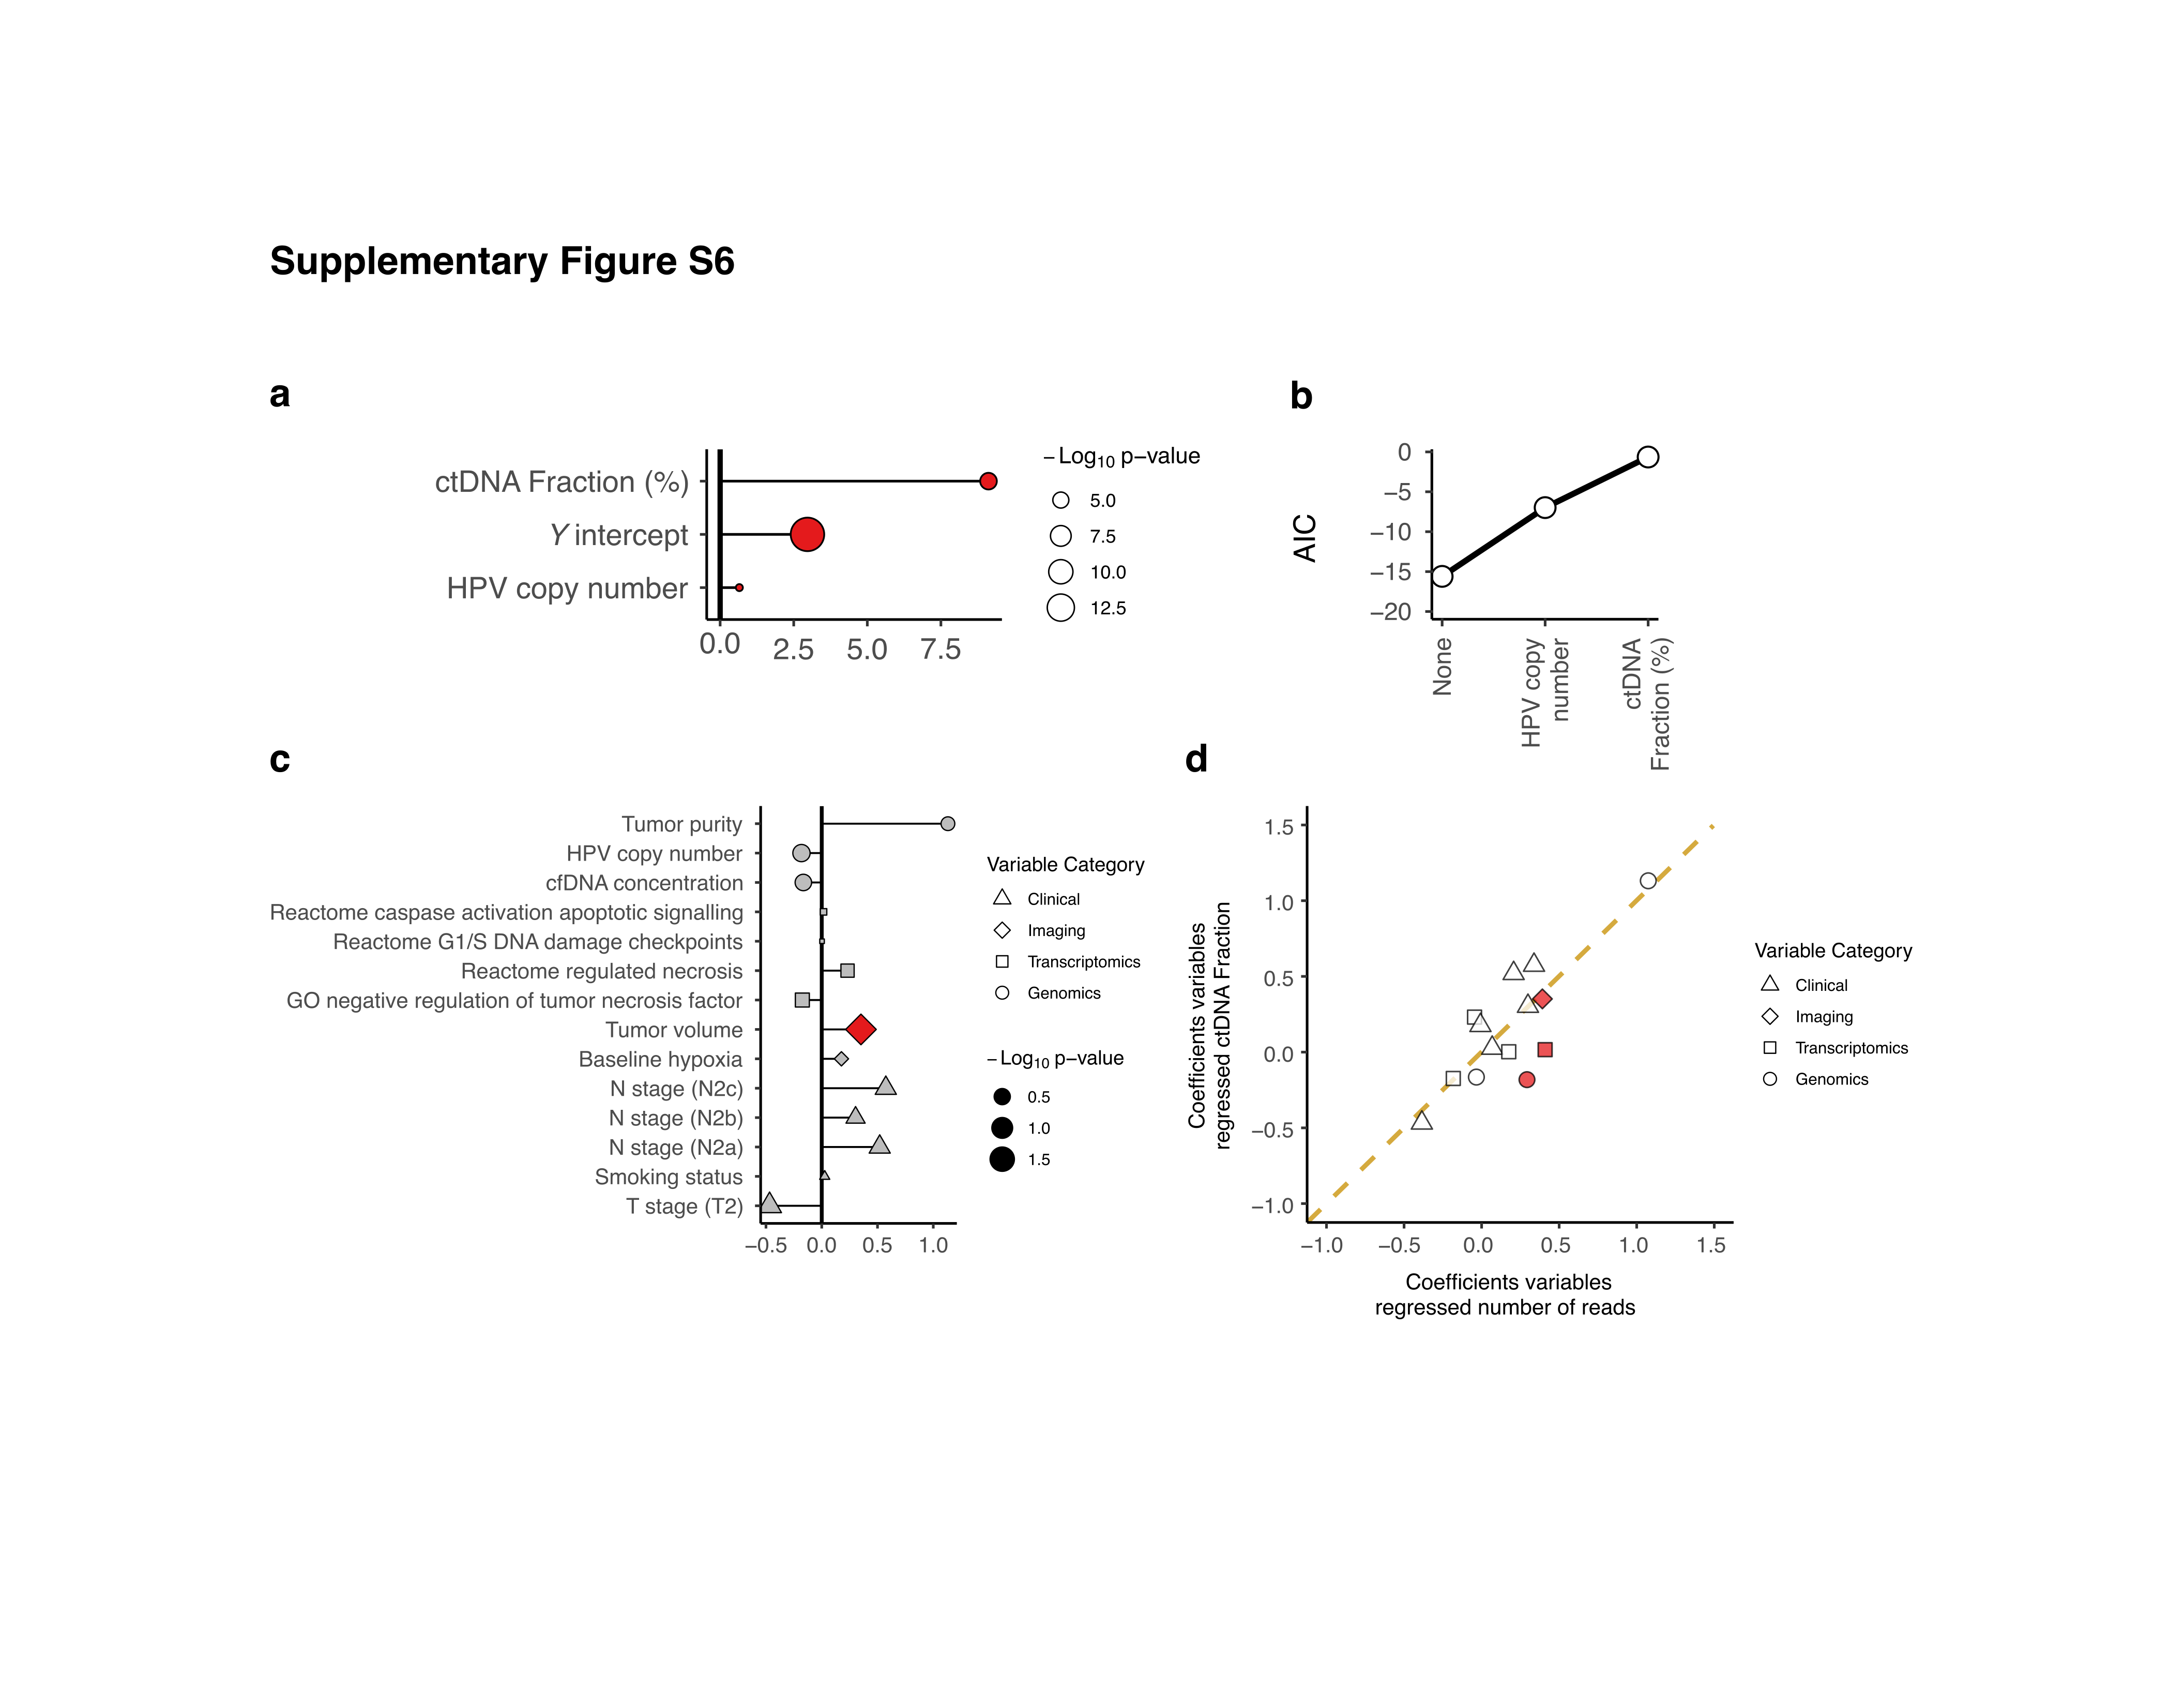 Supplementary Figure S6
a
ctDNA Fraction (%)
Y intercept
HPV copy number
0.0 2.5 5.0 7.5
−Log10 p−value
5.0
7.5
10.0
12.5
b
AIC
0
−5
−10
−15
−20
None
HPV copy
number
ctDNA
Fraction (%)
c
Tumor purity
HPV copy number
cfDNA concentration
Reactome caspase activation apoptotic signalling
Reactome G1/S DNA damage checkpoints
Reactome regulated necrosis
GO negative regulation of tumor necrosis factor
Tumor volume
Baseline hypoxia
N stage (N2c)
N stage (N2b)
N stage (N2a)
Smoking status
T stage (T2)
−0.5 0.0 0.5 1.0
Variable Category
Clinical
Imaging
Transcriptomics
Genomics
−Log10 p−value
0.5
1.0
1.5
d
Coefficients variables
regressed ctDNA Fraction
1.5
1.0
0.5
0.0
−0.5
−1.0
−1.0 −0.5 0.0 0.5 1.0 1.5
Coefficients variables
regressed number of reads
Variable Category
Clinical
Imaging
Transcriptomics
Genomics